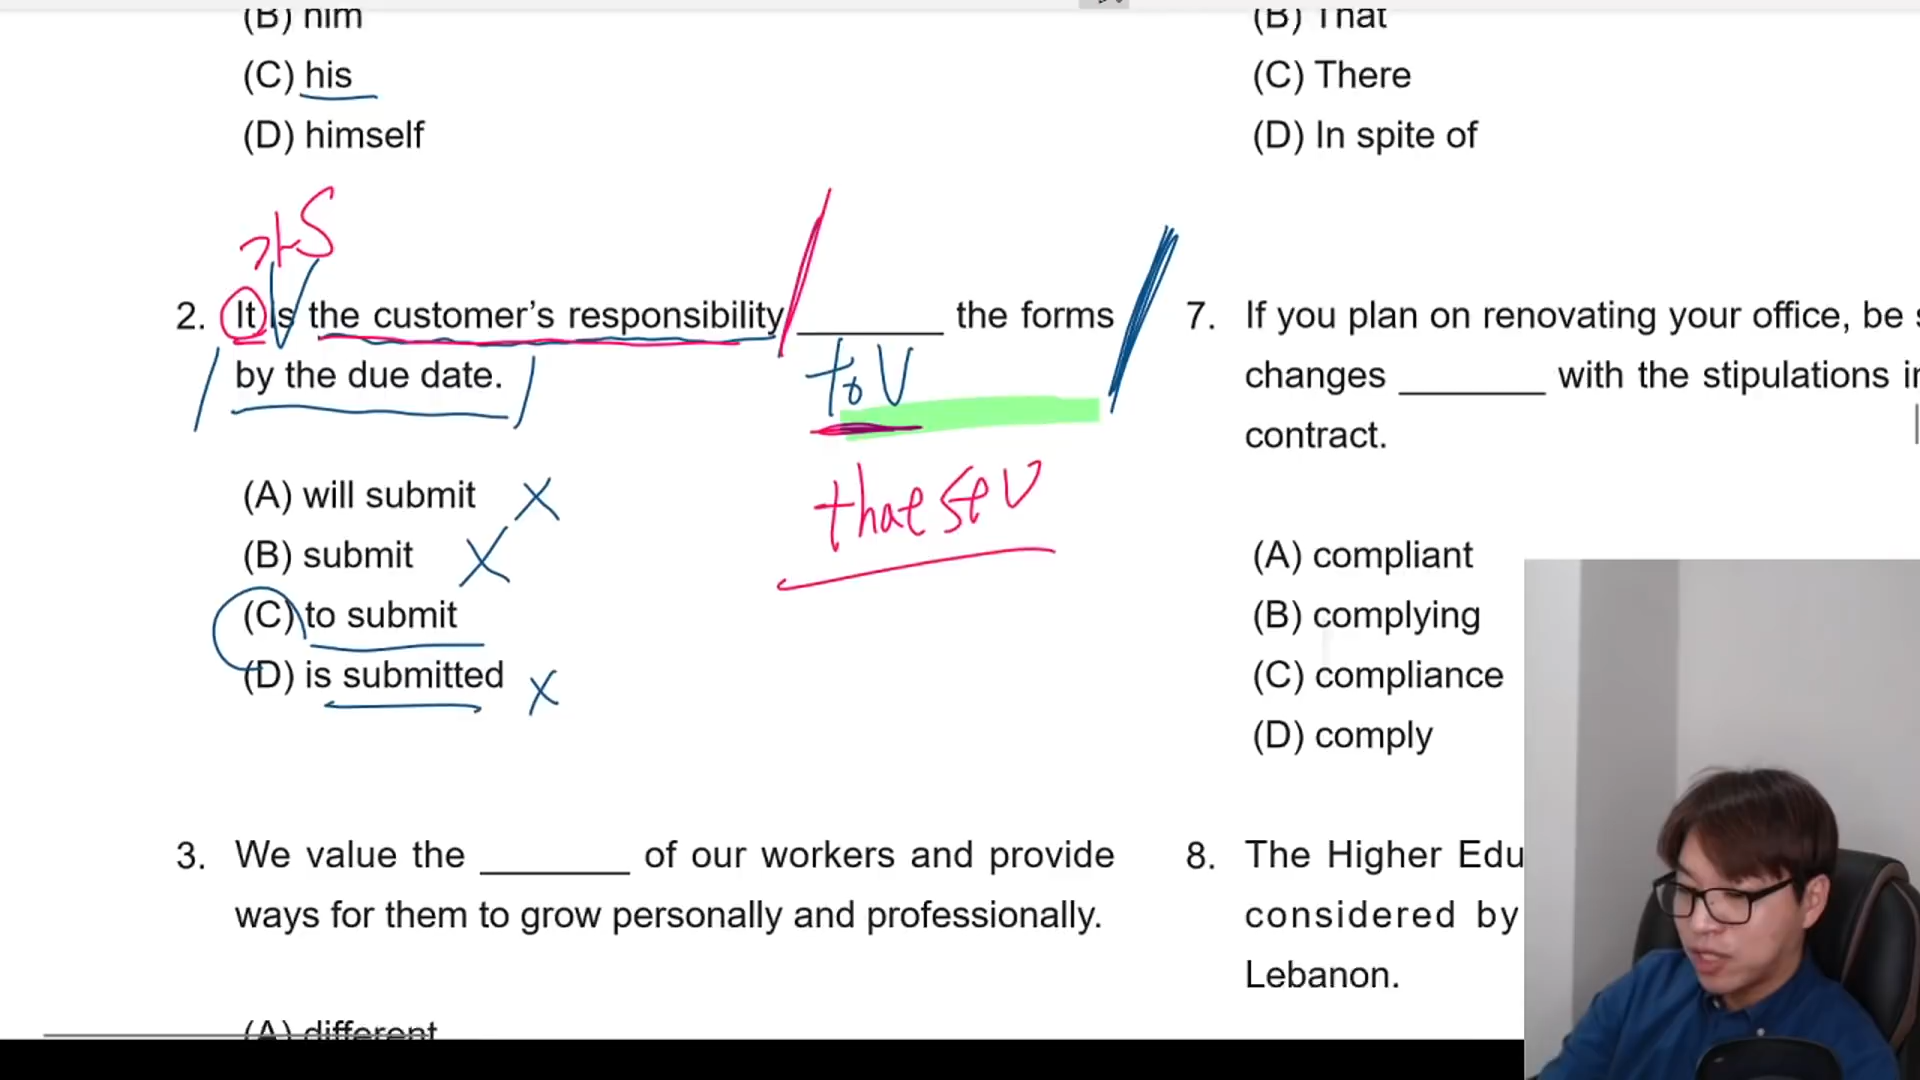 (B) him
(C) his
(D) himself
가S
V
2. It is the customer's responsibility ________ the forms
by the due date.
to V
that S+V
(A) will submit X
(B) submit X
(C) to submit
(D) is submitted X
3. We value the ________ of our workers and provide
ways for them to grow personally and professionally.
(A) different
(B) That
(C) There
(D) In spite of
7. If you plan on renovating your office, be s
changes ________ with the stipulations in
contract.
(A) compliant
(B) complying
(C) compliance
(D) comply
8. The Higher Edu
considered by
Lebanon.